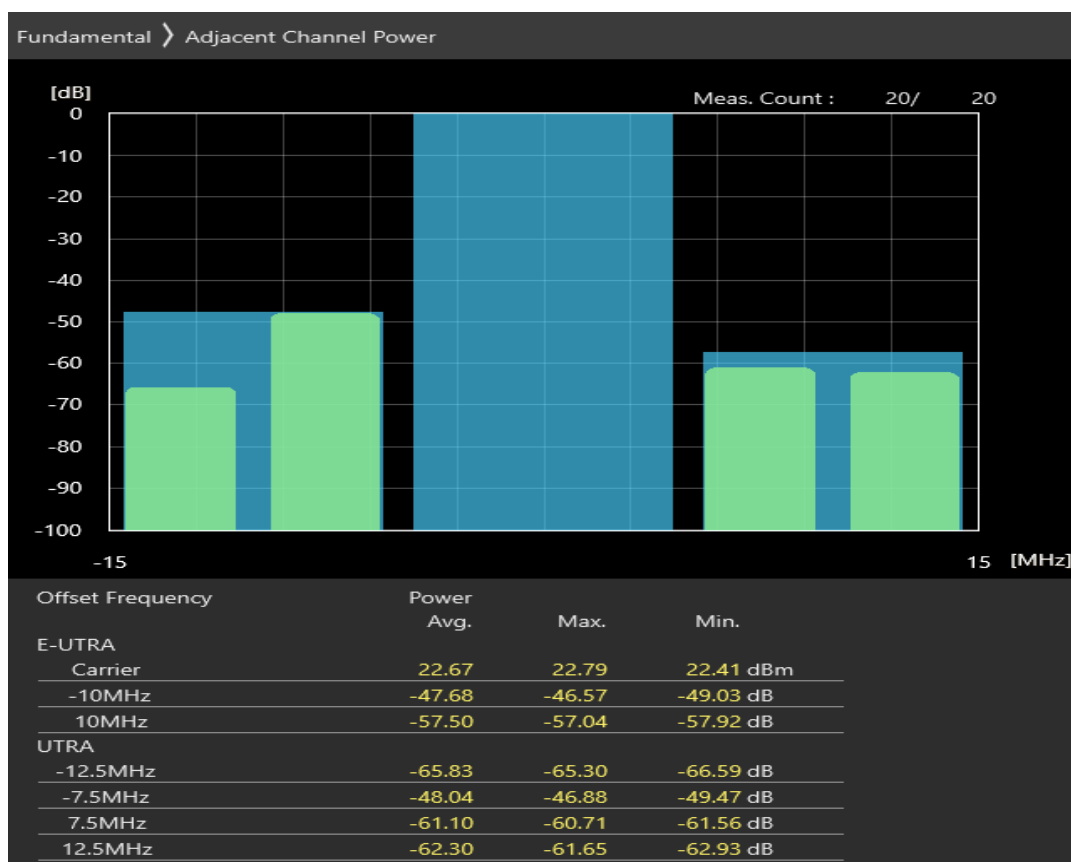 Fundamental 》 Adjacent Channel Power
[dB]
Meas. Count : 20/ 20
0
-10
-20
-30
-40
-50
-60
-70
-80
-90
-100
-15 15 [MHz]
Offset Frequency Power
Avg. Max. Min.
E-UTRA
Carrier 22.67 22.79 22.41 dBm
-10MHz -47.68 -46.57 -49.03 dB
10MHz -57.50 -57.04 -57.92 dB
UTRA
-12.5MHz -65.83 -65.30 -66.59 dB
-7.5MHz -48.04 -46.88 -49.47 dB
7.5MHz -61.10 -60.71 -61.56 dB
12.5MHz -62.30 -61.65 -62.93 dB